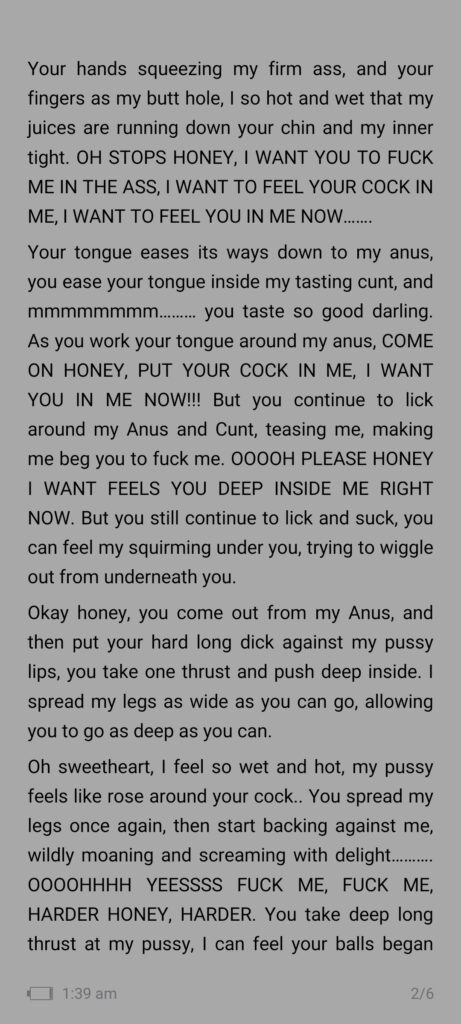 Your hands squeezing my firm ass, and your
fingers as my butt hole, I so hot and wet that my
juices are running down your chin and my inner
tight. OH STOPS HONEY, I WANT YOU TO FUCK
ME IN THE ASS, I WANT TO FEEL YOUR COCK IN
ME, I WANT TO FEEL YOU IN ME NOW.......
Your tongue eases its ways down to my anus,
you ease your tongue inside my tasting cunt, and
mmmmmmmm……… you taste so good darling.
As you work your tongue around my anus, COME
ON HONEY, PUT YOUR COCK IN ME, I WANT
YOU IN ME NOW!!! But you continue to lick
around my Anus and Cunt, teasing me, making
me beg you to fuck me. OOOOH PLEASE HONEY
I WANT FEELS YOU DEEP INSIDE ME RIGHT
NOW. But you still continue to lick and suck, you
can feel my squirming under you, trying to wiggle
out from underneath you.
Okay honey, you come out from my Anus, and
then put your hard long dick against my pussy
lips, you take one thrust and push deep inside. I
spread my legs as wide as you can go, allowing
you to go as deep as you can.
Oh sweetheart, I feel so wet and hot, my pussy
feels like rose around your cock.. You spread my
legs once again, then start backing against me,
wildly moaning and screaming with delight……….
OOOOHHHH YEESSSS FUCK ME, FUCK ME,
HARDER HONEY, HARDER. You take deep long
thrust at my pussy, I can feel your balls began
1:39 am 2/6